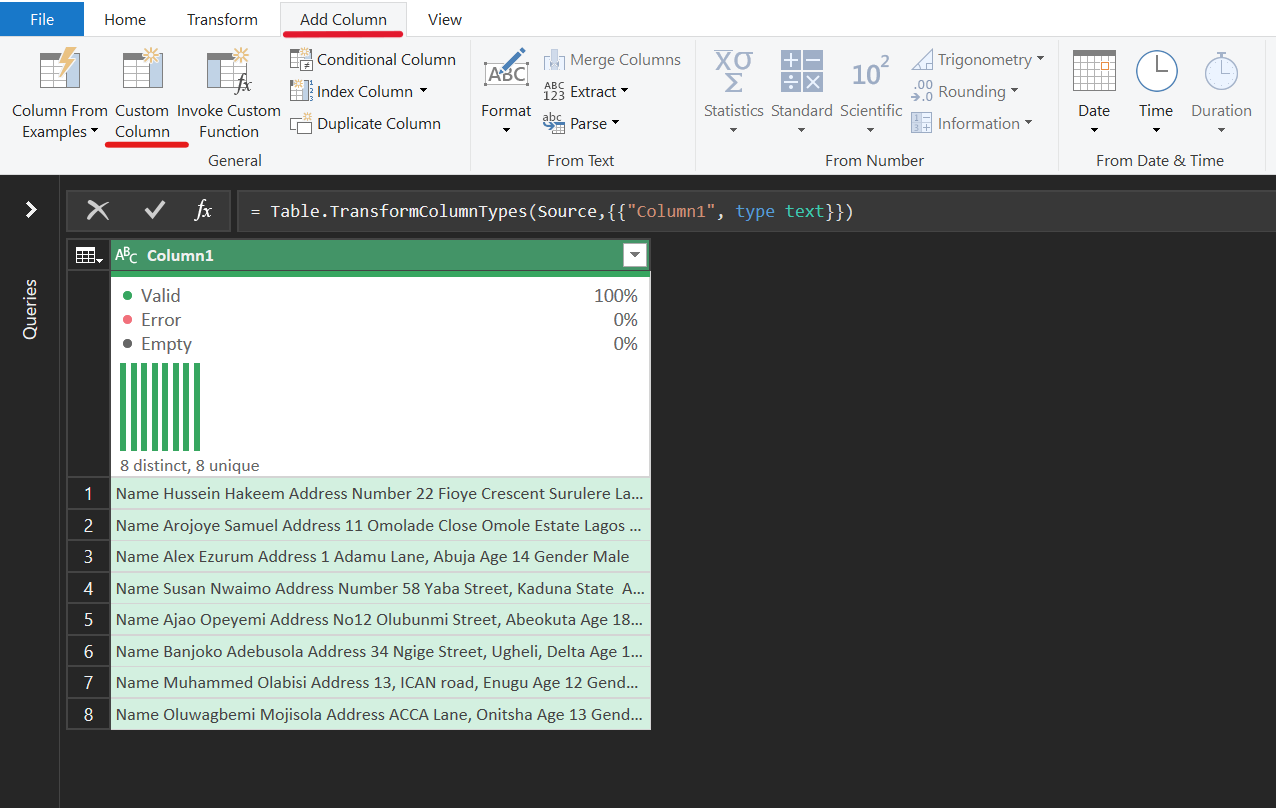 File Home Transform Add Column View
Column From Examples
Custom Column
Invoke Custom Function
Conditional Column
Index Column
Duplicate Column
General
Format
ABC
Merge Columns
ABC 123 Extract
abc Parse
From Text
XΣσ Statistics
Standard
10² Scientific
Trigonometry
.00 →.0 Rounding
Information
From Number
Date
Time
Duration
From Date & Time
Queries
fx = Table.TransformColumnTypes(Source,{{"Column1", type text}})
ABC Column1
Valid 100%
Error 0%
Empty 0%
8 distinct, 8 unique
1 Name Hussein Hakeem Address Number 22 Fioye Crescent Surulere La...
2 Name Arojoye Samuel Address 11 Omolade Close Omole Estate Lagos ...
3 Name Alex Ezurum Address 1 Adamu Lane, Abuja Age 14 Gender Male
4 Name Susan Nwaimo Address Number 58 Yaba Street, Kaduna State A...
5 Name Ajao Opeyemi Address No12 Olubunmi Street, Abeokuta Age 18...
6 Name Banjoko Adebusola Address 34 Ngige Street, Ugheli, Delta Age 1...
7 Name Muhammed Olabisi Address 13, ICAN road, Enugu Age 12 Gend...
8 Name Oluwagbemi Mojisola Address ACCA Lane, Onitsha Age 13 Gend...